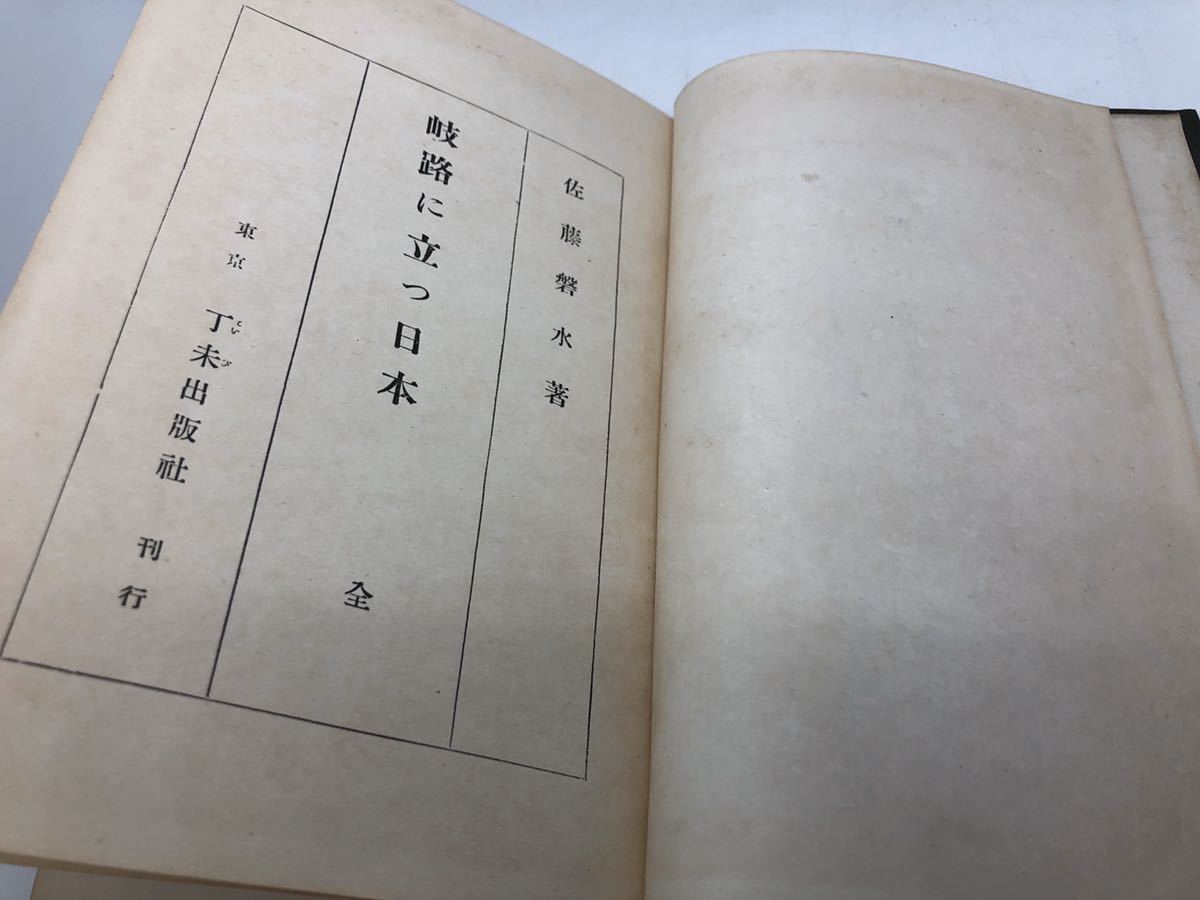 佐藤磐水著
岐路に立つ日本 全
東京 丁未出版社 刊行